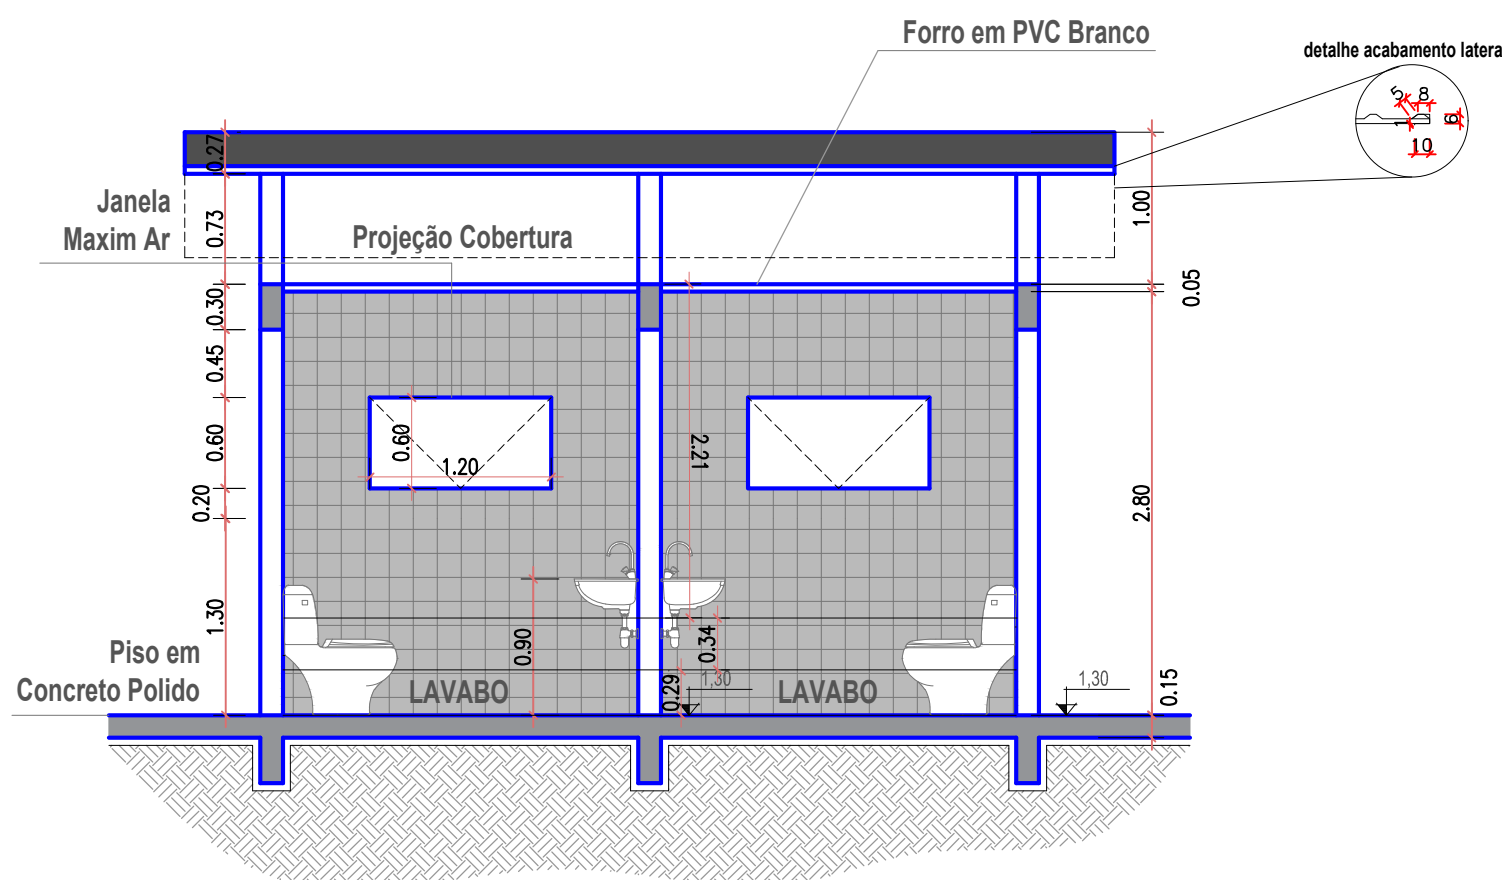 Forro em PVC Branco
detalhe acabamento latera
5
8
1
6
10
0.27
Janela
Maxim Ar
0.73
Projeção Cobertura
1.00
0.05
0.30
0.45
0.60
0.60
1.20
2.21
0.20
2.80
1.30
0.90
0.34
Piso em
Concreto Polido
LAVABO
0.29
1,30
LAVABO
1,30
0.15